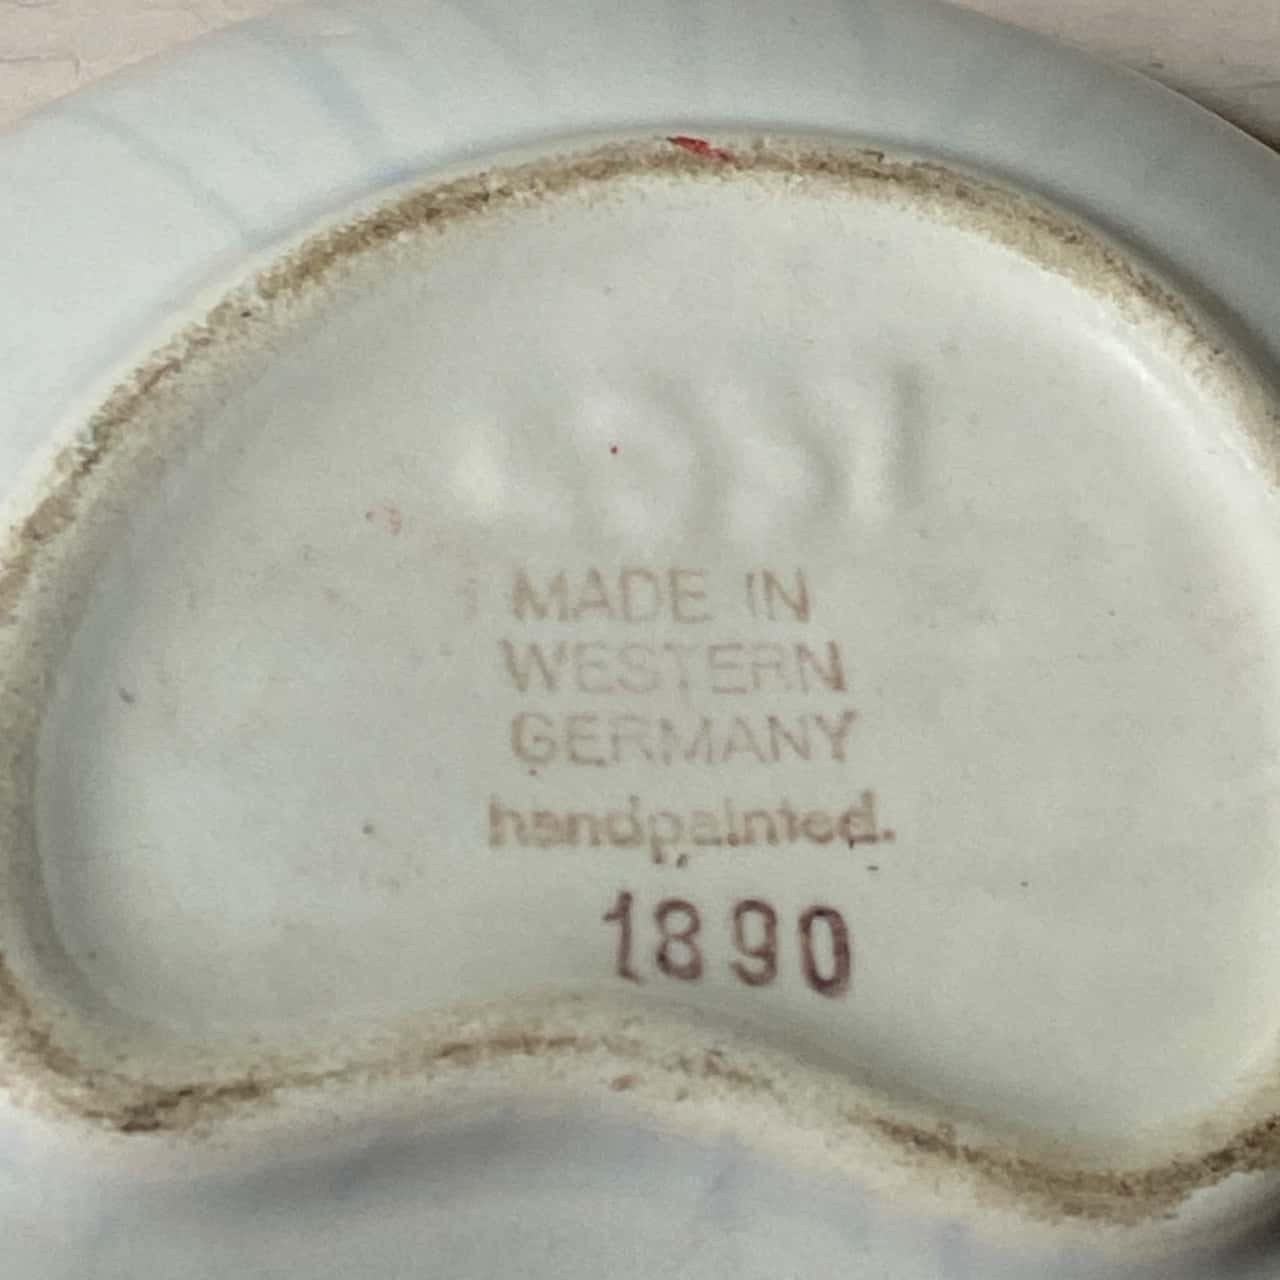 MADE IN
WESTERN
GERMANY
handpainted.
1890